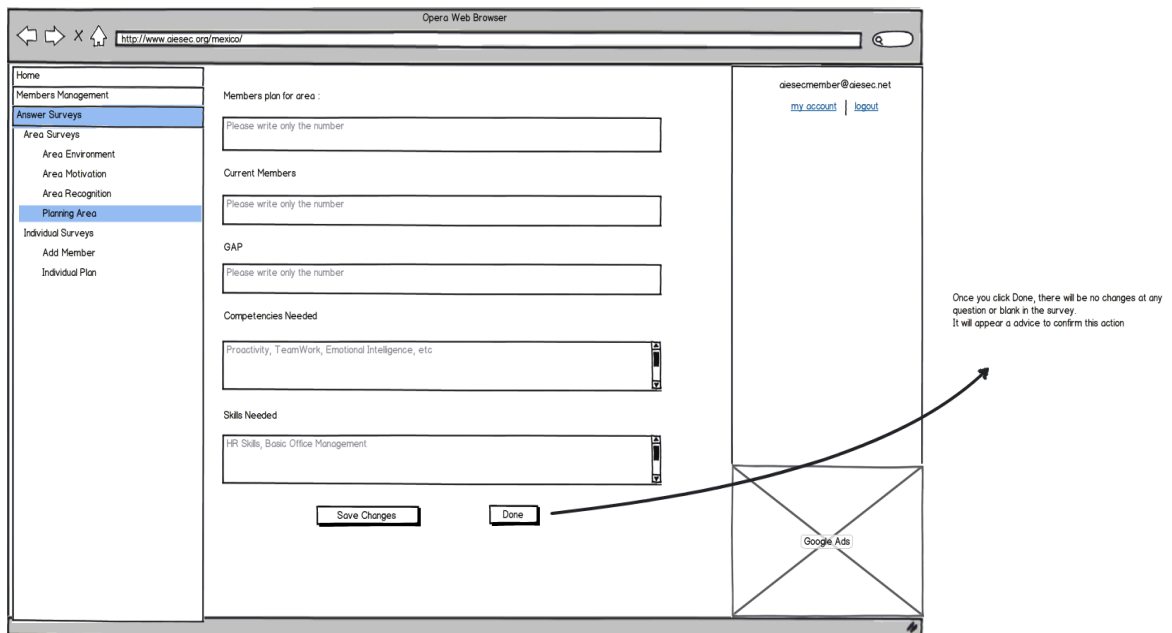 Opera Web Browser
http://www.aiesec.org/mexico/
Home
Members Management
Answer Surveys
Area Surveys
Area Environment
Area Motivation
Area Recognition
Planning Area
Individual Surveys
Add Member
Individual Plan
Members plan for area :
Please write only the number
Current Members
Please write only the number
GAP
Please write only the number
Competencies Needed
Proactivity, TeamWork, Emotional Intelligence, etc
Skills Needed
HR Skills, Basic Office Management
Save Changes
Done
aiesecmember@aiesec.net
my account
logout
Google Ads
Once you click Done, there will be no changes at any
question or blank in the survey.
It will appear a advice to confirm this action